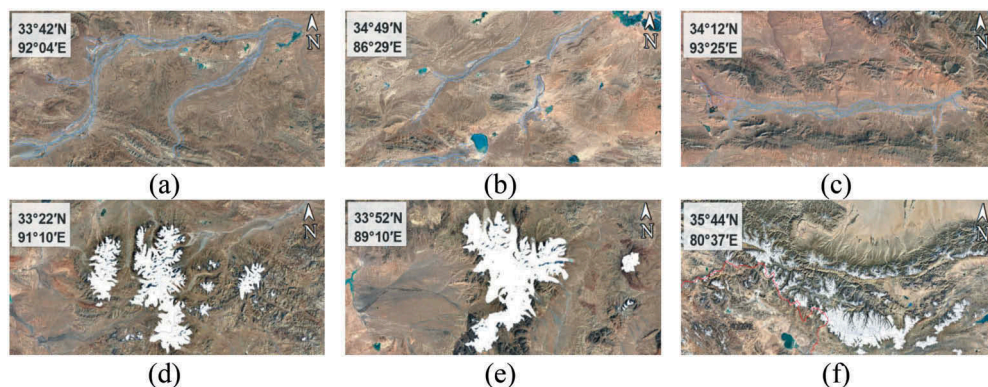 33°42'N
92°04'E
N
34°49'N
86°29'E
N
34°12'N
93°25'E
N
(a)
(b)
(c)
33°22'N
91°10'E
N
33°52'N
89°10'E
N
35°44'N
80°37'E
N
(d)
(e)
(f)